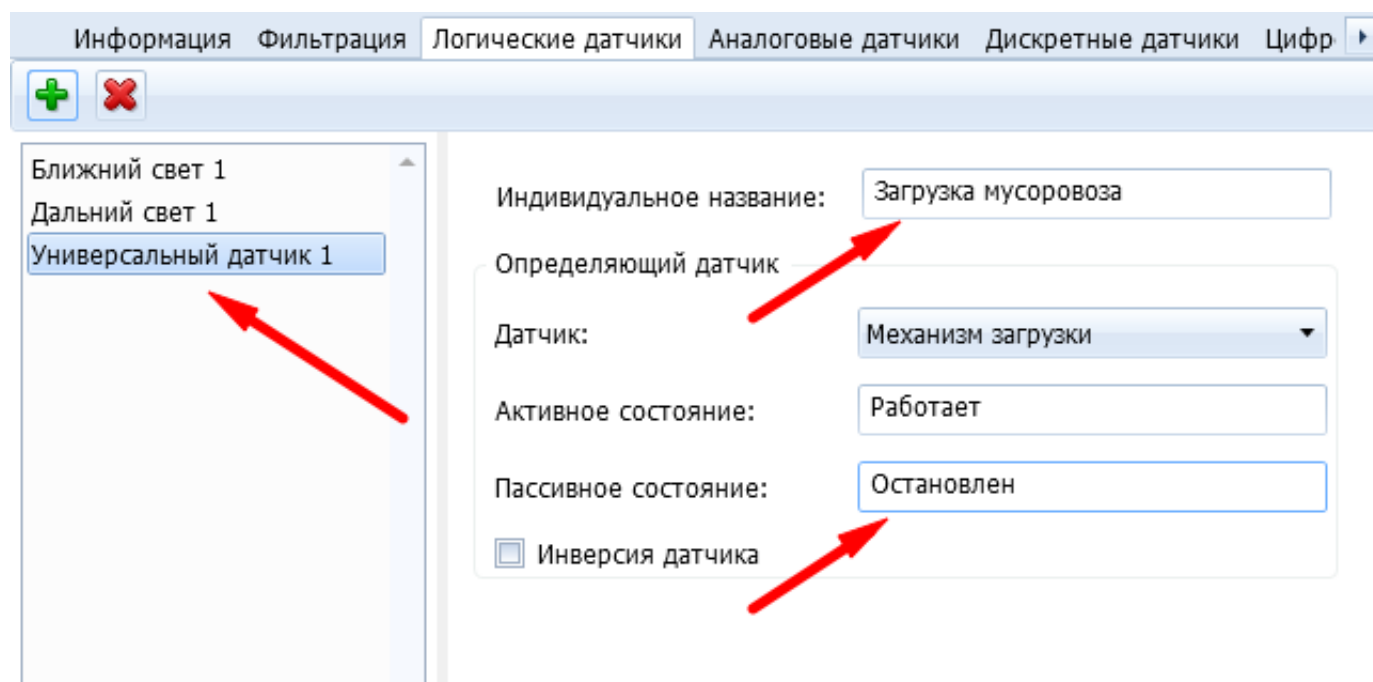 Информация Фильтрация Логические датчики Аналоговые датчики Дискретные датчики Цифр
Ближний свет 1
Дальний свет 1
Универсальный датчик 1
Индивидуальное название: Загрузка мусоровоза
Определяющий датчик
Датчик: Механизм загрузки
Активное состояние: Работает
Пассивное состояние: Остановлен
Инверсия датчика